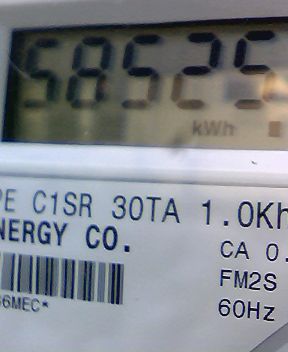 58525
kWh
PE C1SR 30TA 1.0Kh
NERGY CO.
CA 0.
FM2S
6MEC*
60Hz